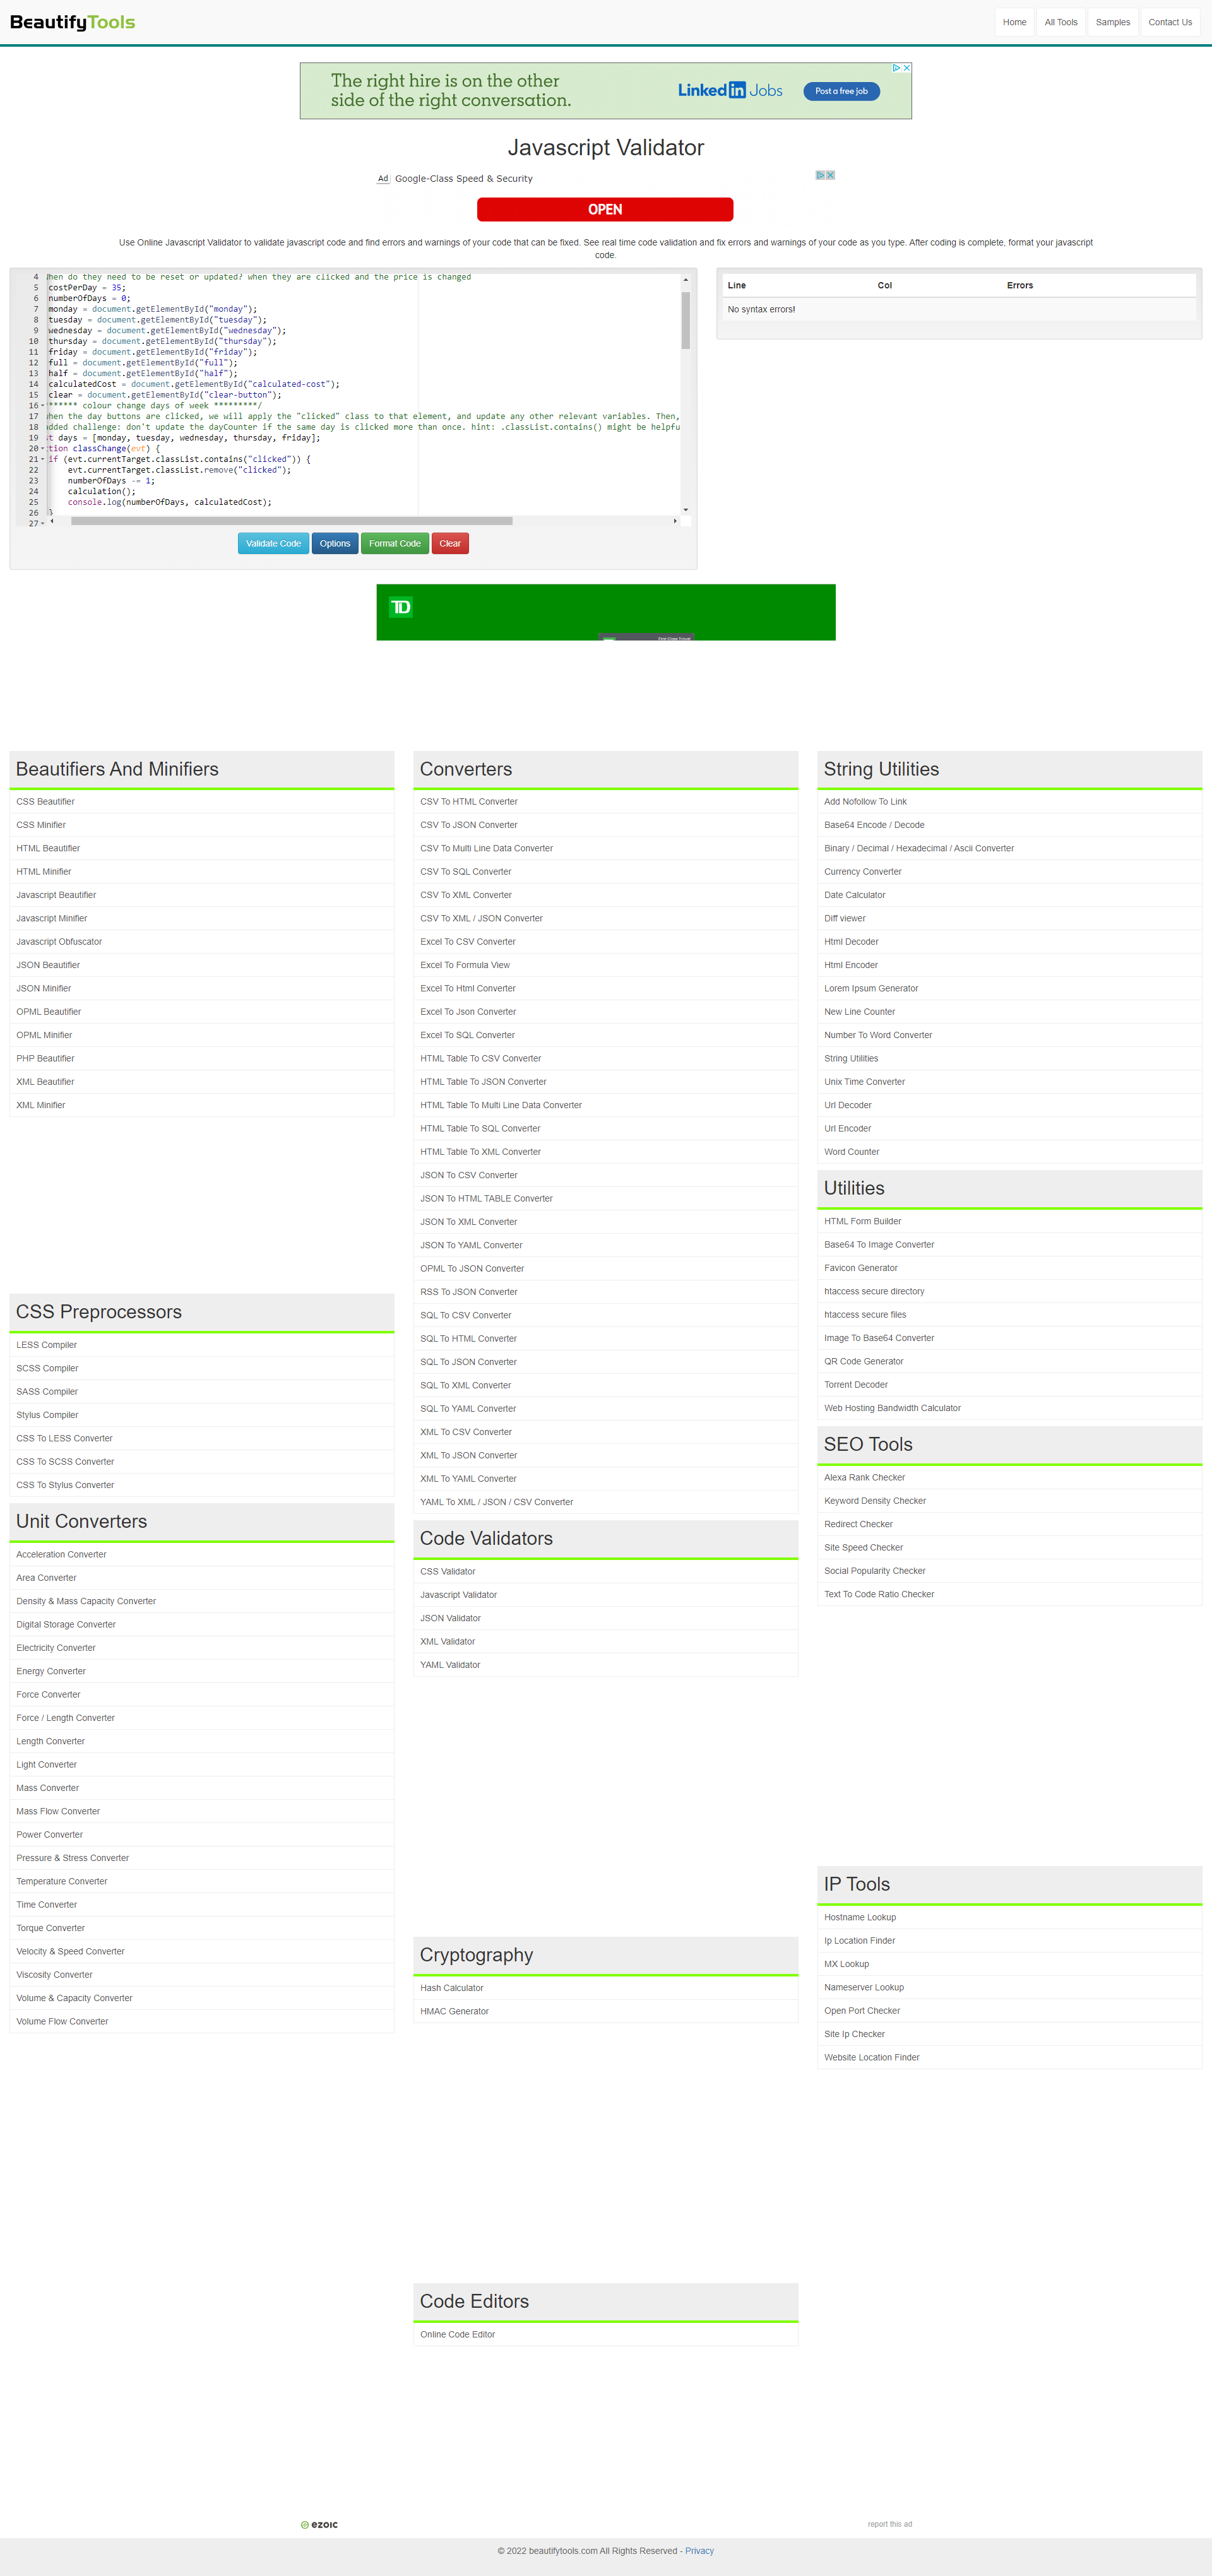 BeautifyTools
Home
All Tools
Samples
Contact Us
The right hire is on the other
side of the right conversation.
LinkedIn Jobs
Post a free job
Javascript Validator
Ad
Google-Class Speed & Security
OPEN
Use Online Javascript Validator to validate javascript code and find errors and warnings of your code that can be fixed. See real time code validation and fix errors and warnings of your code as you type. After coding is complete, format your javascript
code.
4 hen do they need to be reset or updated? when they are clicked and the price is changed
5 costPerDay = 35;
6 numberOfDays = 0;
7 monday = document.getElementById("monday");
8 tuesday = document.getElementById("tuesday");
9 wednesday = document.getElementById("wednesday");
10 thursday = document.getElementById("thursday");
11 friday = document.getElementById("friday");
12 full = document.getElementById("full");
13 half = document.getElementById("half");
14 calculatedCost = document.getElementById("calculated-cost");
15 clear = document.getElementById("clear-button");
16 ****** colour change days of week *********/
17 hen the day buttons are clicked, we will apply the "clicked" class to that element, and update any other relevant variables. Then,
18 dded challenge: don't update the dayCounter if the same day is clicked more than once. hint: .classList.contains() might be helpfu
19 t days = [monday, tuesday, wednesday, thursday, friday];
20 tion classChange(evt) {
21 if (evt.currentTarget.classList.contains("clicked")) {
22 evt.currentTarget.classList.remove("clicked");
23 numberOfDays -= 1;
24 calculation();
25 console.log(numberOfDays, calculatedCost);
26 }
27
Line Col Errors
No syntax errors!
Validate Code
Options
Format Code
Clear
TD
Beautifiers And Minifiers
CSS Beautifier
CSS Minifier
HTML Beautifier
HTML Minifier
Javascript Beautifier
Javascript Minifier
Javascript Obfuscator
JSON Beautifier
JSON Minifier
OPML Beautifier
OPML Minifier
PHP Beautifier
XML Beautifier
XML Minifier
CSS Preprocessors
LESS Compiler
SCSS Compiler
SASS Compiler
Stylus Compiler
CSS To LESS Converter
CSS To SCSS Converter
CSS To Stylus Converter
Unit Converters
Acceleration Converter
Area Converter
Density & Mass Capacity Converter
Digital Storage Converter
Electricity Converter
Energy Converter
Force Converter
Force / Length Converter
Length Converter
Light Converter
Mass Converter
Mass Flow Converter
Power Converter
Pressure & Stress Converter
Temperature Converter
Time Converter
Torque Converter
Velocity & Speed Converter
Viscosity Converter
Volume & Capacity Converter
Volume Flow Converter
Converters
CSV To HTML Converter
CSV To JSON Converter
CSV To Multi Line Data Converter
CSV To SQL Converter
CSV To XML Converter
CSV To XML / JSON Converter
Excel To CSV Converter
Excel To Formula View
Excel To Html Converter
Excel To Json Converter
Excel To SQL Converter
HTML Table To CSV Converter
HTML Table To JSON Converter
HTML Table To Multi Line Data Converter
HTML Table To SQL Converter
HTML Table To XML Converter
JSON To CSV Converter
JSON To HTML TABLE Converter
JSON To XML Converter
JSON To YAML Converter
OPML To JSON Converter
RSS To JSON Converter
SQL To CSV Converter
SQL To HTML Converter
SQL To JSON Converter
SQL To XML Converter
SQL To YAML Converter
XML To CSV Converter
XML To JSON Converter
XML To YAML Converter
YAML To XML / JSON / CSV Converter
Code Validators
CSS Validator
Javascript Validator
JSON Validator
XML Validator
YAML Validator
Cryptography
Hash Calculator
HMAC Generator
Code Editors
Online Code Editor
String Utilities
Add Nofollow To Link
Base64 Encode / Decode
Binary / Decimal / Hexadecimal / Ascii Converter
Currency Converter
Date Calculator
Diff viewer
Html Decoder
Html Encoder
Lorem Ipsum Generator
New Line Counter
Number To Word Converter
String Utilities
Unix Time Converter
Url Decoder
Url Encoder
Word Counter
Utilities
HTML Form Builder
Base64 To Image Converter
Favicon Generator
htaccess secure directory
htaccess secure files
Image To Base64 Converter
QR Code Generator
Torrent Decoder
Web Hosting Bandwidth Calculator
SEO Tools
Alexa Rank Checker
Keyword Density Checker
Redirect Checker
Site Speed Checker
Social Popularity Checker
Text To Code Ratio Checker
IP Tools
Hostname Lookup
Ip Location Finder
MX Lookup
Nameserver Lookup
Open Port Checker
Site Ip Checker
Website Location Finder
ezoic
report this ad
© 2022 beautifytools.com All Rights Reserved - Privacy